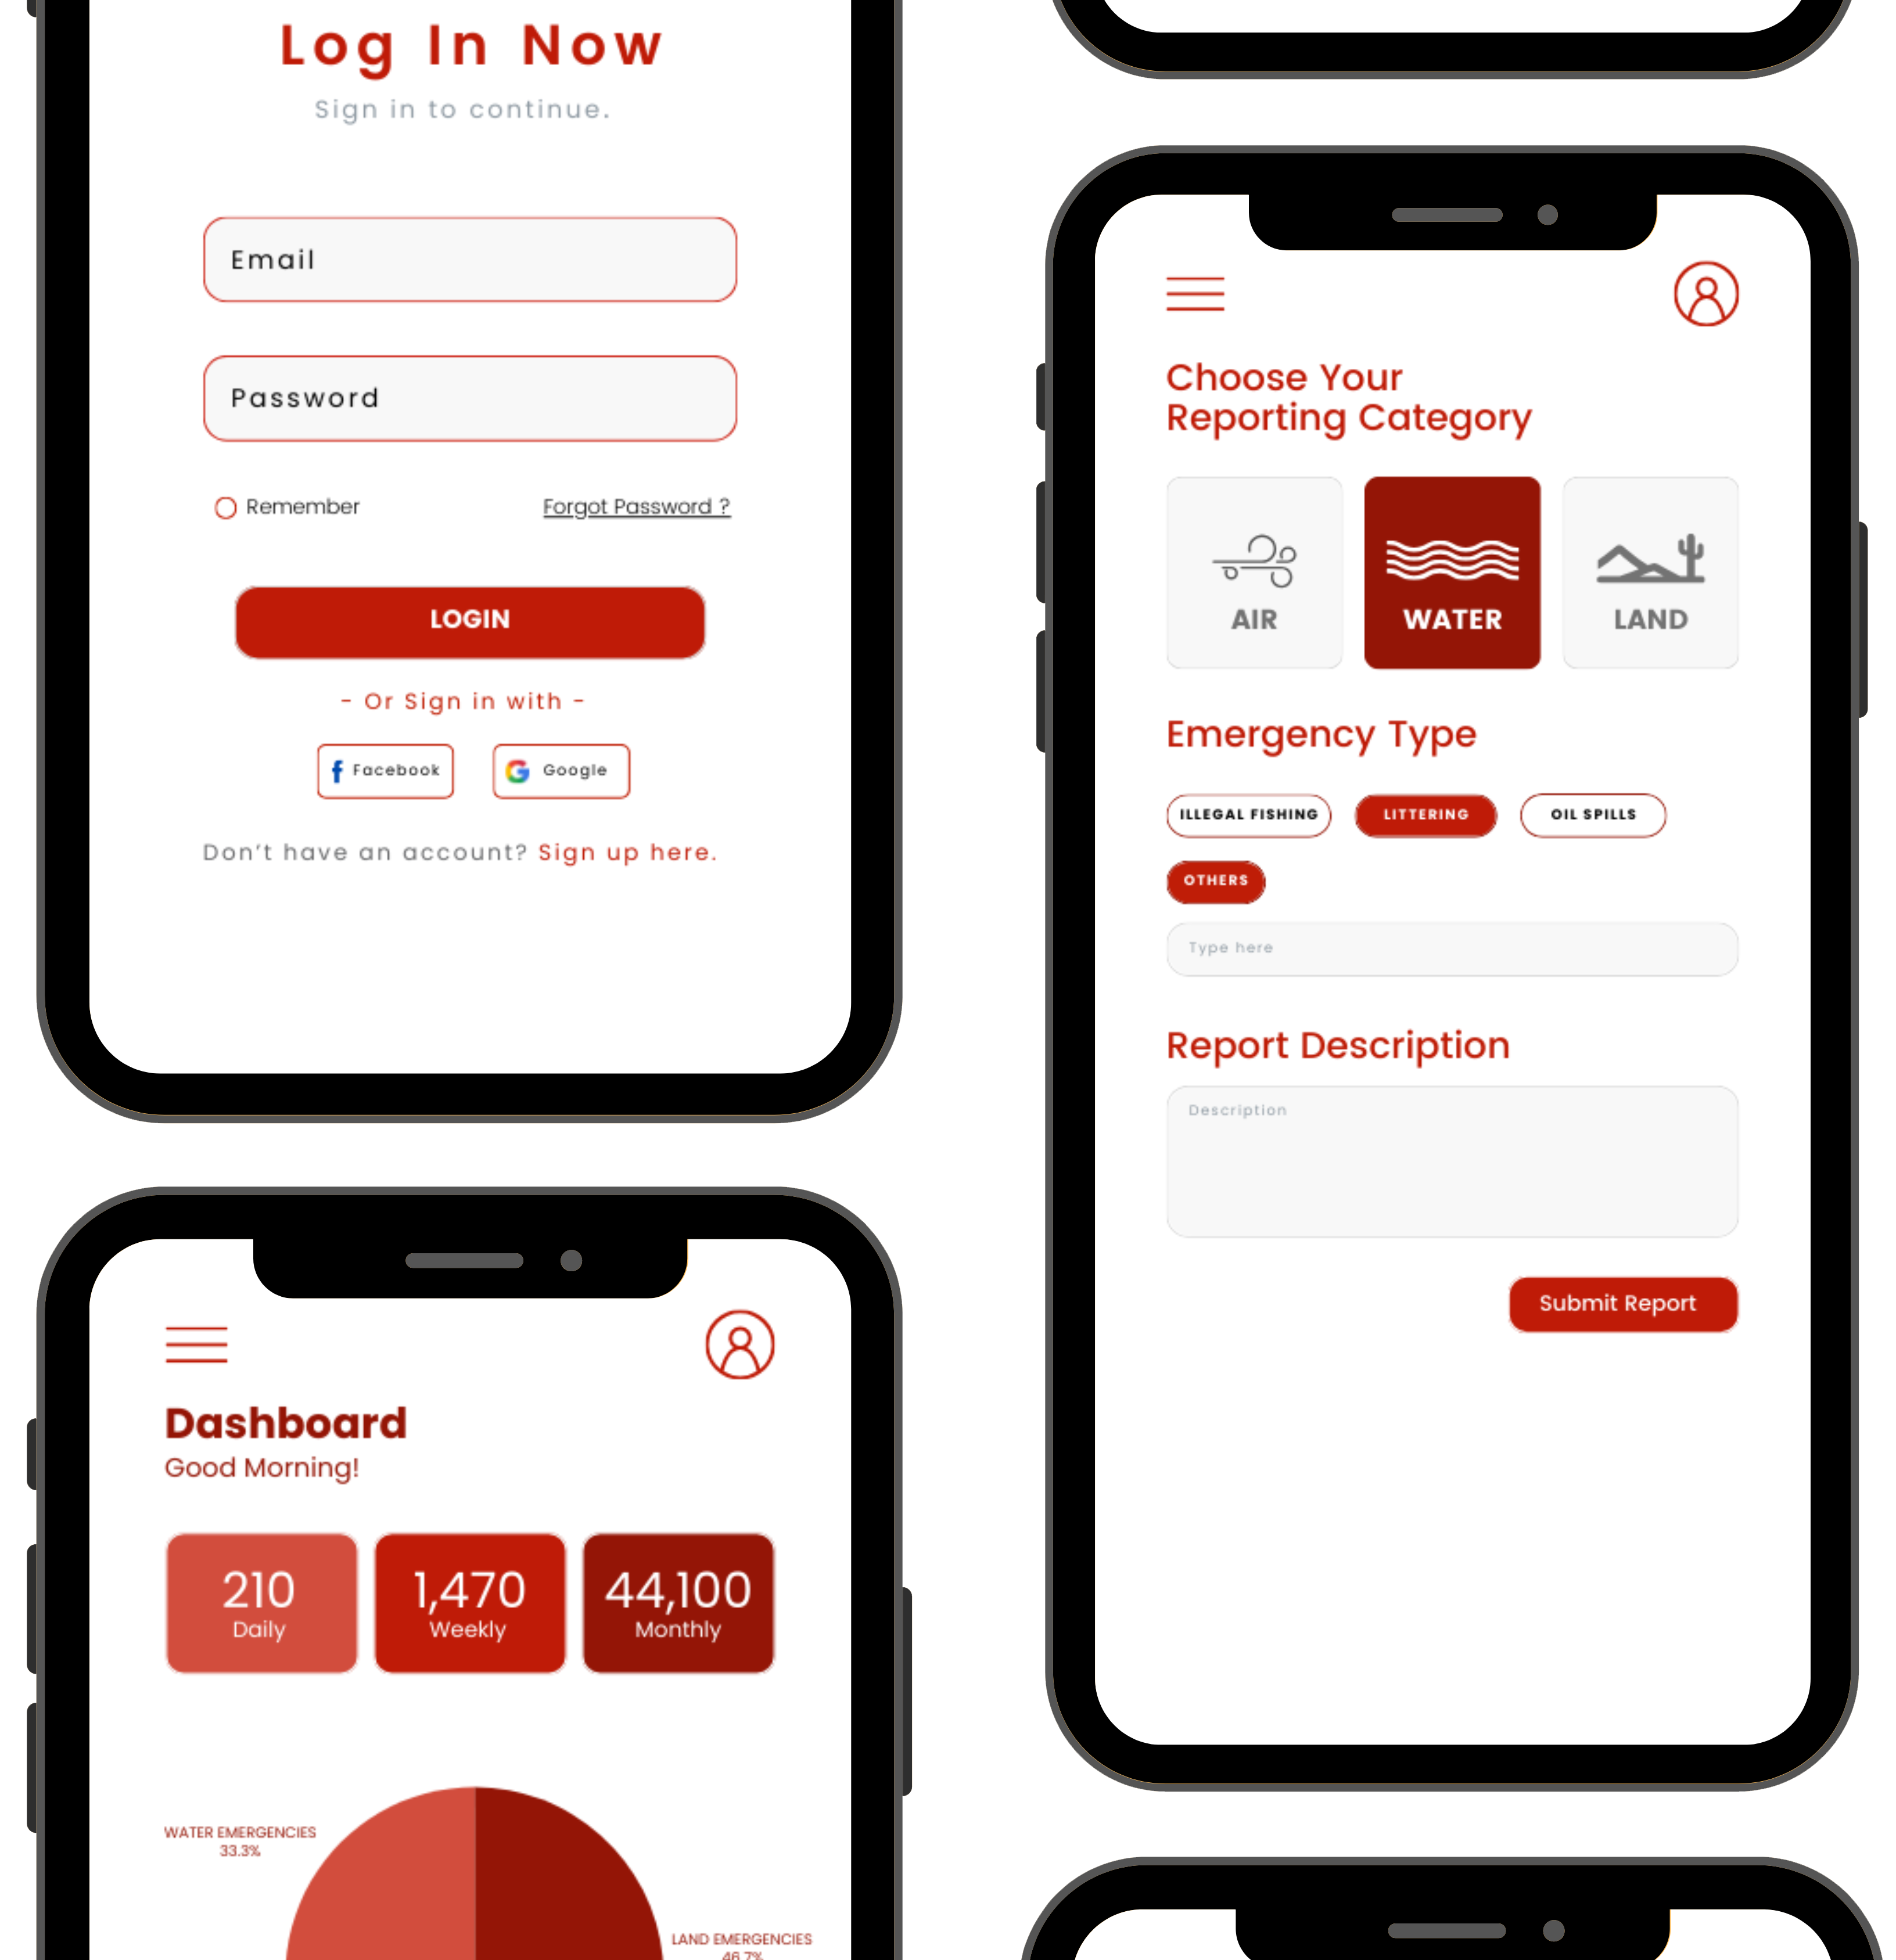 Log In Now
Sign in to continue.
Email
Password
Remember
Forgot Password ?
LOGIN
- Or Sign in with -
Facebook
Google
Don't have an account? Sign up here.
Dashboard
Good Morning!
210
Daily
1,470
Weekly
44,100
Monthly
WATER EMERGENCIES
33.3%
LAND EMERGENCIES
46.7%
Choose Your
Reporting Category
AIR
WATER
LAND
Emergency Type
ILLEGAL FISHING
LITTERING
OIL SPILLS
OTHERS
Type here
Report Description
Description
Submit Report